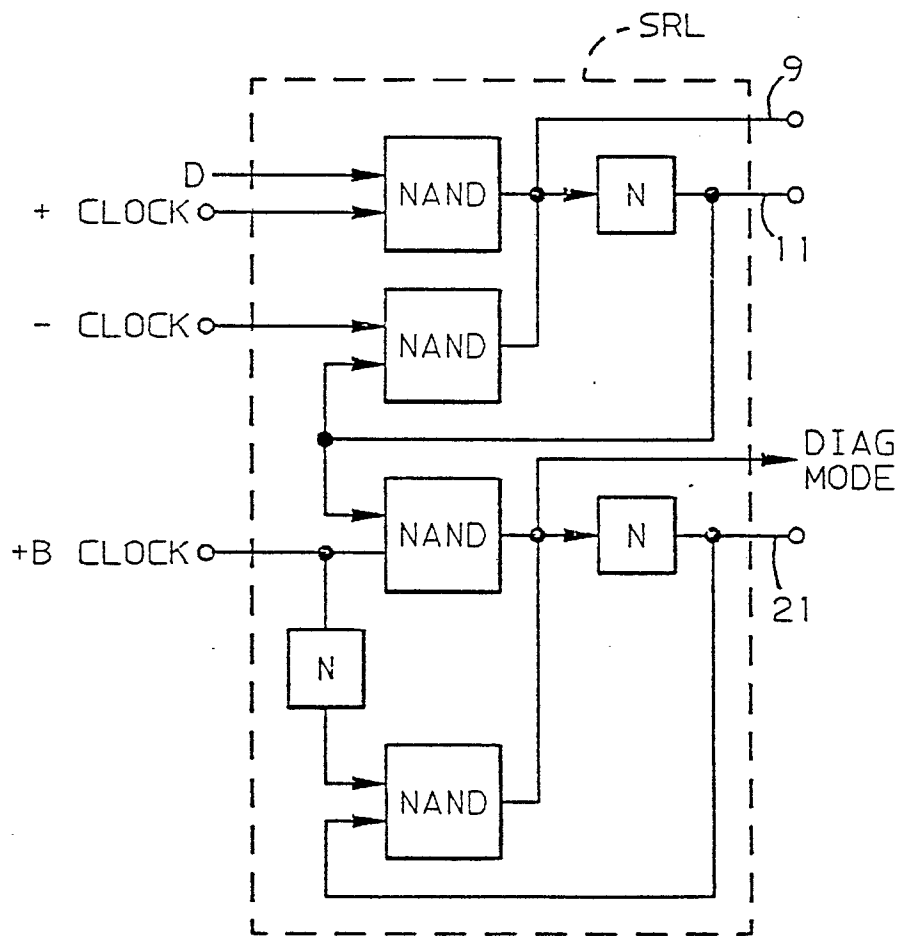 SRL
9
D
NAND
N
+ CLOCK
11
- CLOCK
NAND
DIAG
MODE
NAND
N
+B CLOCK
21
N
NAND